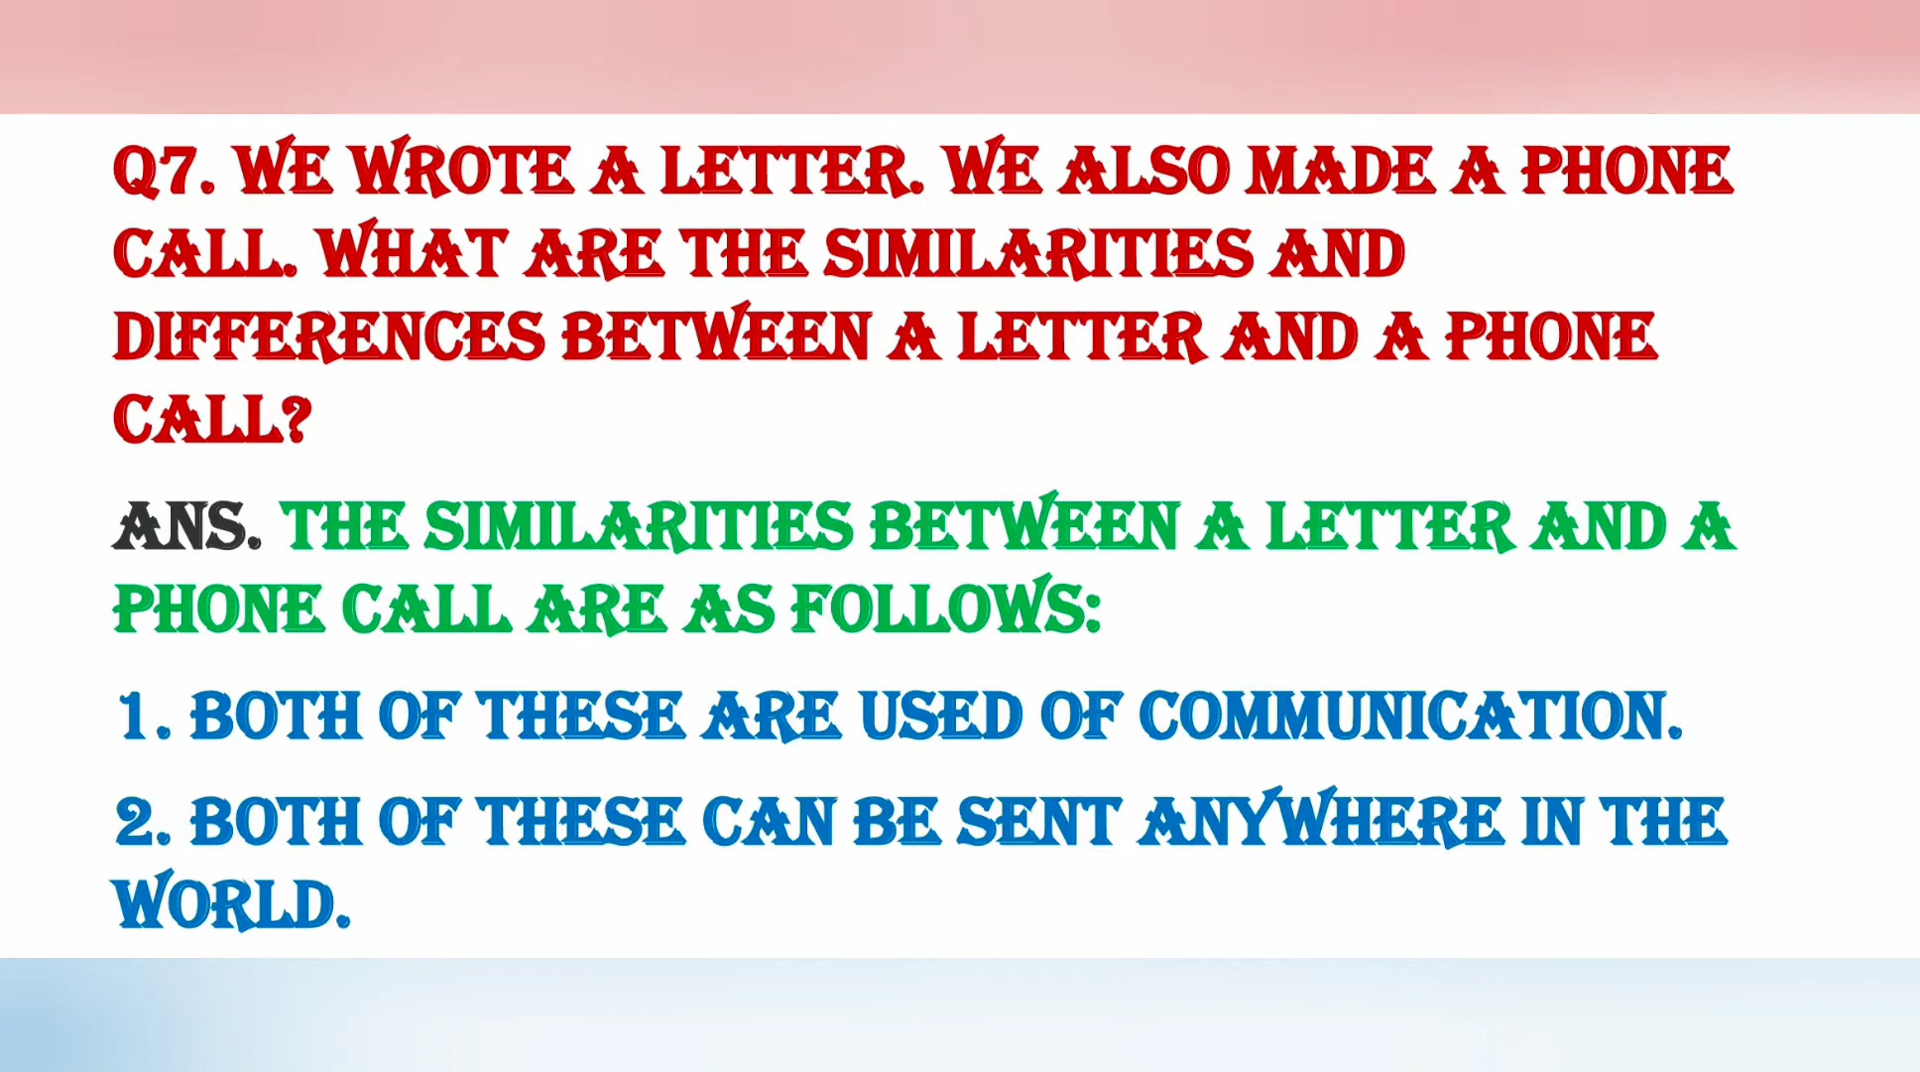 Q7. WE WROTE A LETTER. WE ALSO MADE A PHONE
CALL. WHAT ARE THE SIMILARITIES AND
DIFFERENCES BETWEEN A LETTER AND A PHONE
CALL?
ANS. THE SIMILARITIES BETWEEN A LETTER AND A
PHONE CALL ARE AS FOLLOWS:
1. BOTH OF THESE ARE USED OF COMMUNICATION.
2. BOTH OF THESE CAN BE SENT ANYWHERE IN THE
WORLD.